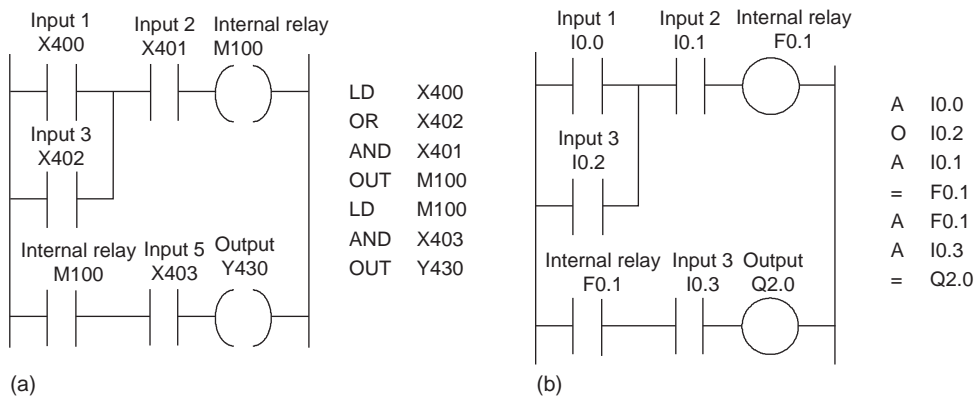 Input 1
X400
Input 2
X401
Internal relay
M100
Input 3
X402
Internal relay
M100
Input 5
X403
Output
Y430
LD X400
OR X402
AND X401
OUT M100
LD M100
AND X403
OUT Y430
(a)
Input 1
I0.0
Input 2
I0.1
Internal relay
F0.1
Input 3
I0.2
Internal relay
F0.1
Input 3
I0.3
Output
Q2.0
A I0.0
O I0.2
A I0.1
= F0.1
A F0.1
A I0.3
= Q2.0
(b)